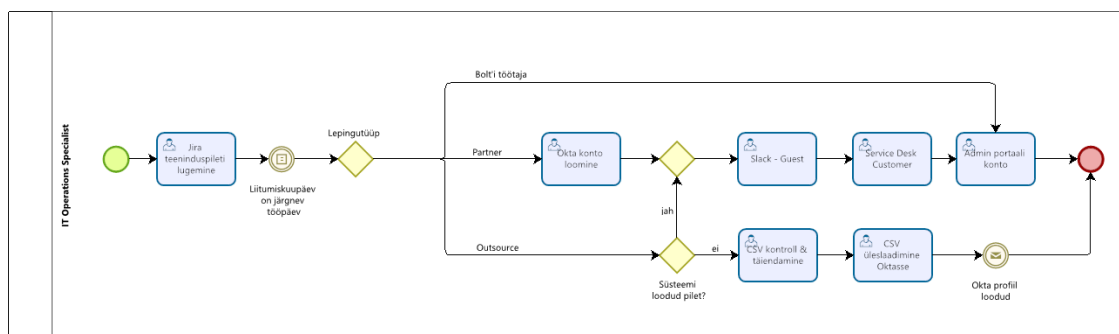 IT Operations Specialist
Bolt'i töötaja
Lepingutüüp
Partner
Jira
teeninduspileti
lugemine
Okta konto
loomine
Slack - Guest
Service Desk
Customer
Admin portaali
konto
Liitumiskuupäev
on järgnev
tööpäev
jah
Outsource
ei
CSV kontroll &
täiendamine
CSV
üleslaadimine
Oktasse
Süsteemi
loodud pilet?
Okta profiil
loodud